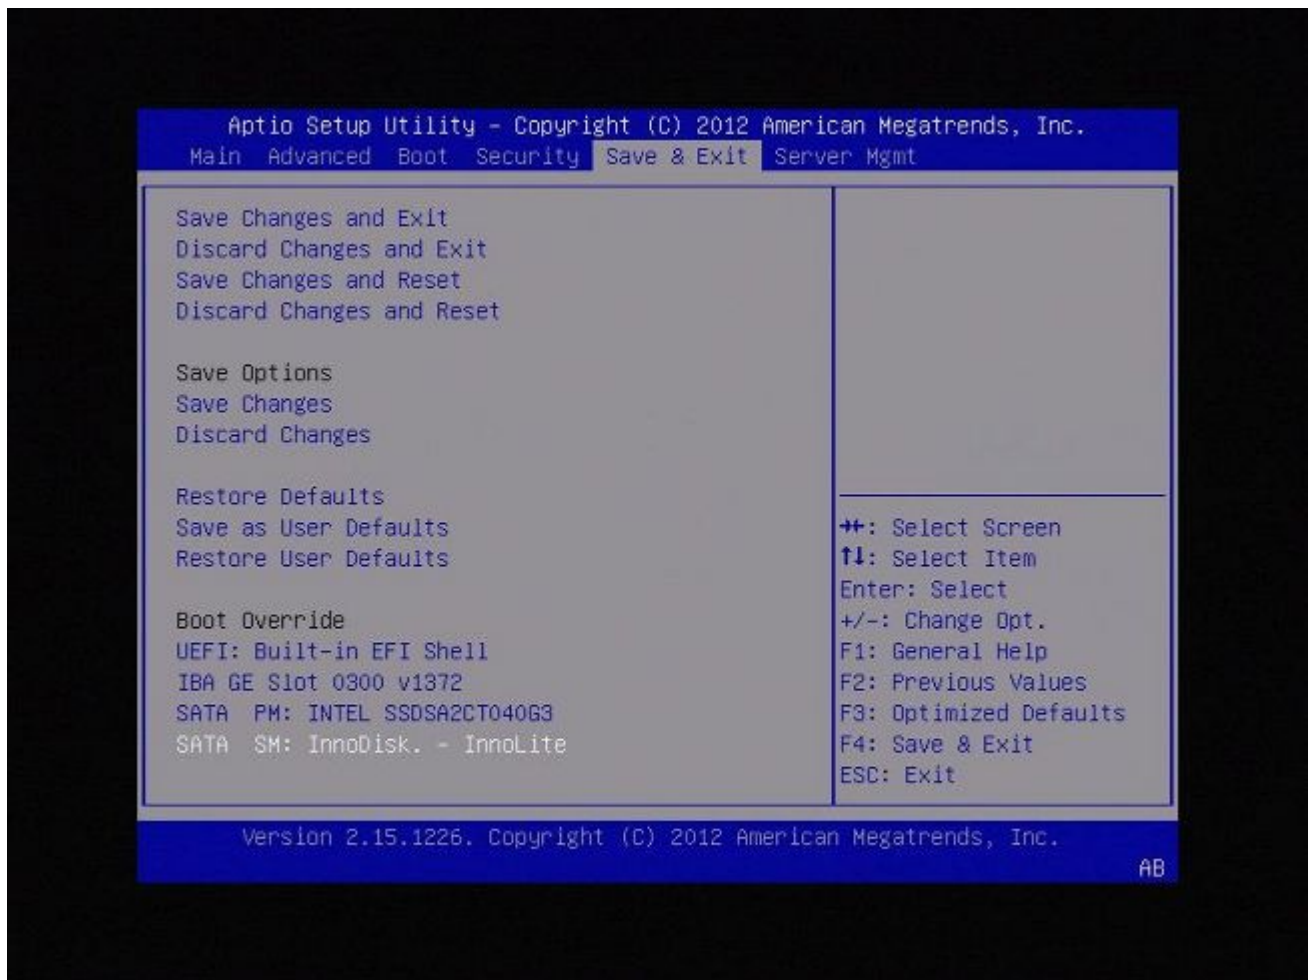 Aptio Setup Utility - Copyright (C) 2012 American Megatrends, Inc.
Main Advanced Boot Security Save & Exit Server Mgmt
Save Changes and Exit
Discard Changes and Exit
Save Changes and Reset
Discard Changes and Reset
Save Options
Save Changes
Discard Changes
Restore Defaults
Save as User Defaults
Restore User Defaults
Boot Override
UEFI: Built-in EFI Shell
IBA GE Slot 0300 v1372
SATA PM: INTEL SSDSA2CT040G3
SATA SM: InnoDisk. - InnoLite
→←: Select Screen
↑↓: Select Item
Enter: Select
+/-: Change Opt.
F1: General Help
F2: Previous Values
F3: Optimized Defaults
F4: Save & Exit
ESC: Exit
Version 2.15.1226. Copyright (C) 2012 American Megatrends, Inc.
AB